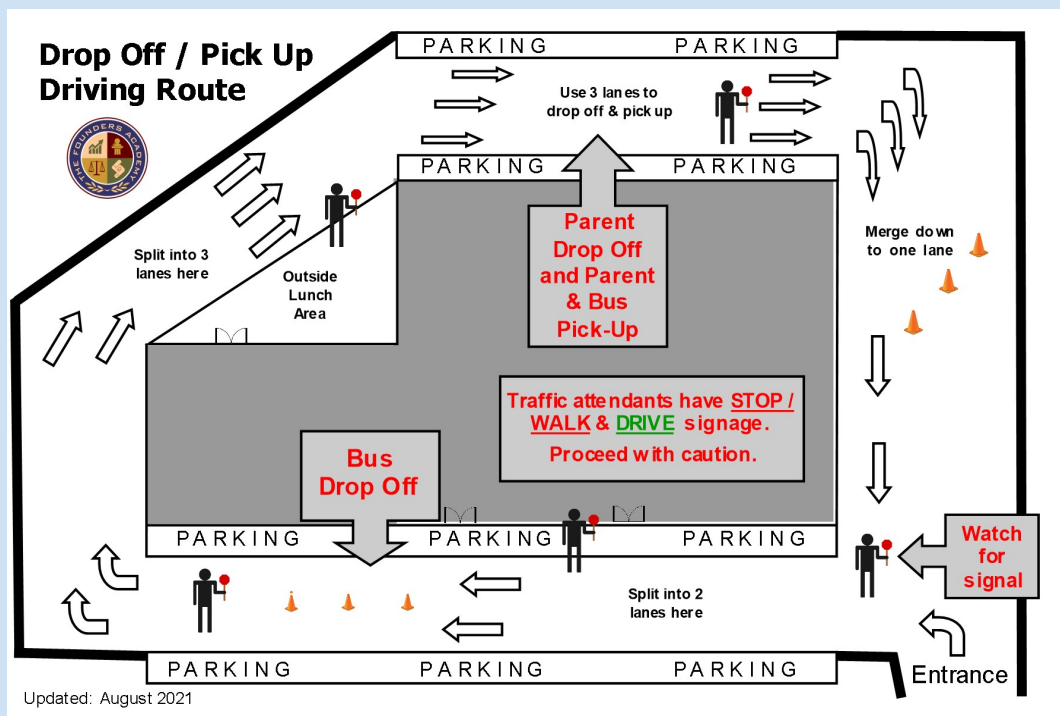 Drop Off / Pick Up
Driving Route
THE FOUNDERS ACADEMY
PARKING
PARKING
Use 3 lanes to
drop off & pick up
PARKING
PARKING
Split into 3
lanes here
Outside
Lunch
Area
Parent
Drop Off
and Parent
& Bus
Pick-Up
Merge down
to one lane
Traffic attendants have STOP /
WALK & DRIVE signage.
Proceed with caution.
Bus
Drop Off
PARKING
PARKING
PARKING
Watch
for
signal
Split into 2
lanes here
PARKING
PARKING
PARKING
Entrance
Updated: August 2021